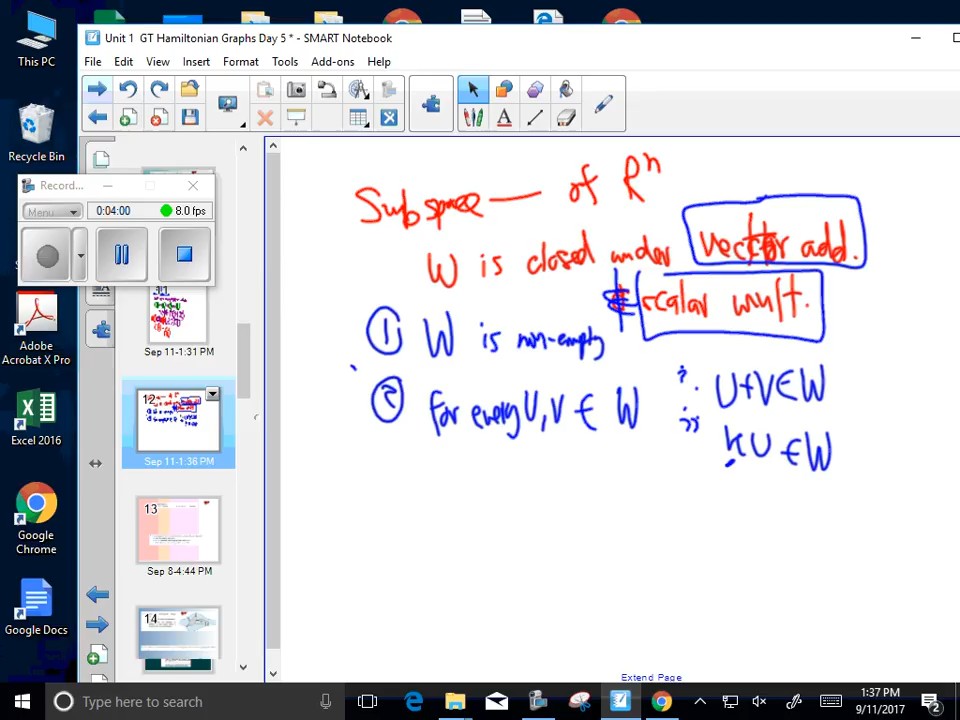 This PC
Recycle Bin
Adobe
Acrobat X Pro
Excel 2016
Google
Chrome
Google Docs
Unit 1 GT Hamiltonian Graphs Day 5 * - SMART Notebook
File Edit View Insert Format Tools Add-ons Help
Record...
Menu
0:04:00
8.0 fps
Sep 11-1:31 PM
12
Sep 11-1:36 PM
13
Sep 8-4:44 PM
14
Subspace — of Rⁿ
W is closed under vector add.
scalar mult.
① W is non-empty
② for every U, V ∈ W
i. U+V∈W
ii
kU ∈W
Extend Page
Type here to search
1:37 PM
9/11/2017
2